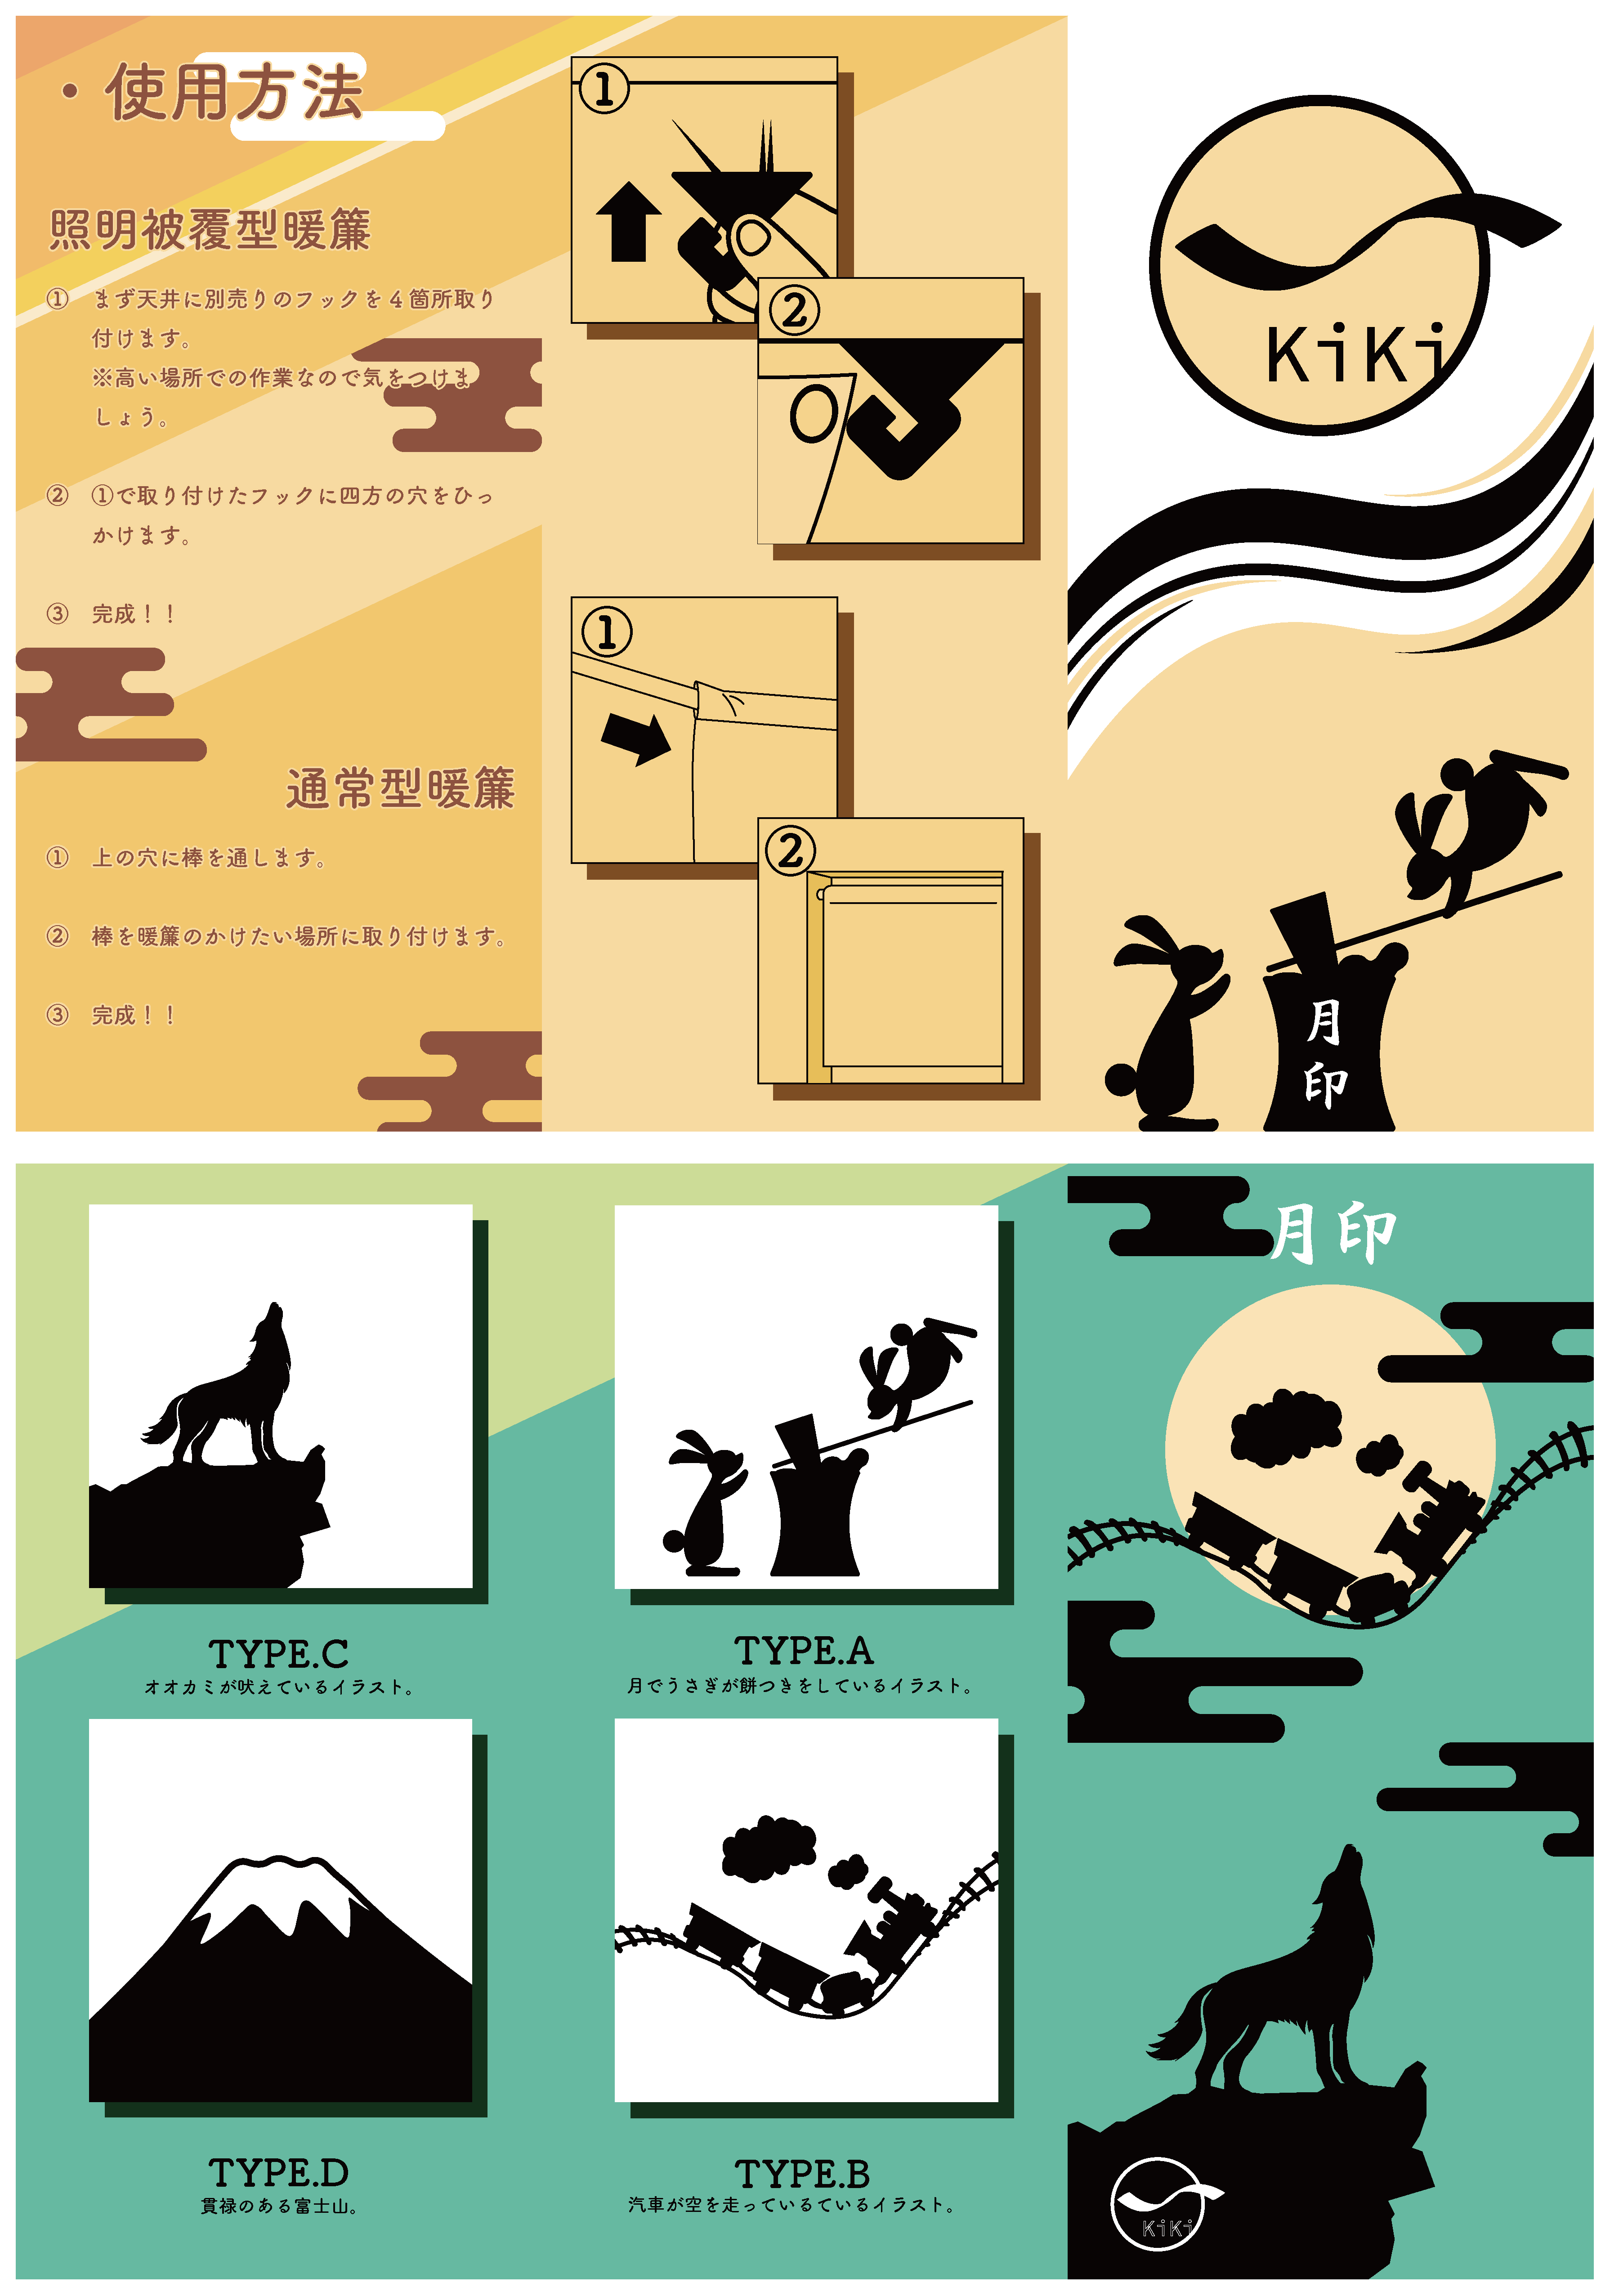 ・使用方法
照明被覆型暖簾
① まず天井に別売りのフックを４箇所取り
付けます。
※高い場所での作業なので気をつけま
しょう。
② ①で取り付けたフックに四方の穴をひっ
かけます。
③ 完成！！
通常型暖簾
① 上の穴に棒を通します。
② 棒を暖簾のかけたい場所に取り付けます。
③ 完成！！
①
②
①
②
KiKi
月
印
TYPE.C
オオカミが吠えているイラスト。
TYPE.A
月でうさぎが餅つきをしているイラスト。
TYPE.D
貫禄のある富士山。
TYPE.B
汽車が空を走っているているイラスト。
月印
KiKi